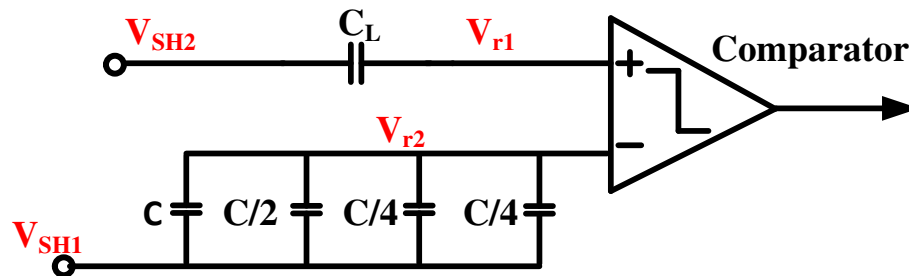 V_SH2
C_L
V_r1
Comparator
+
V_r2
−
C
C/2
C/4
C/4
V_SH1